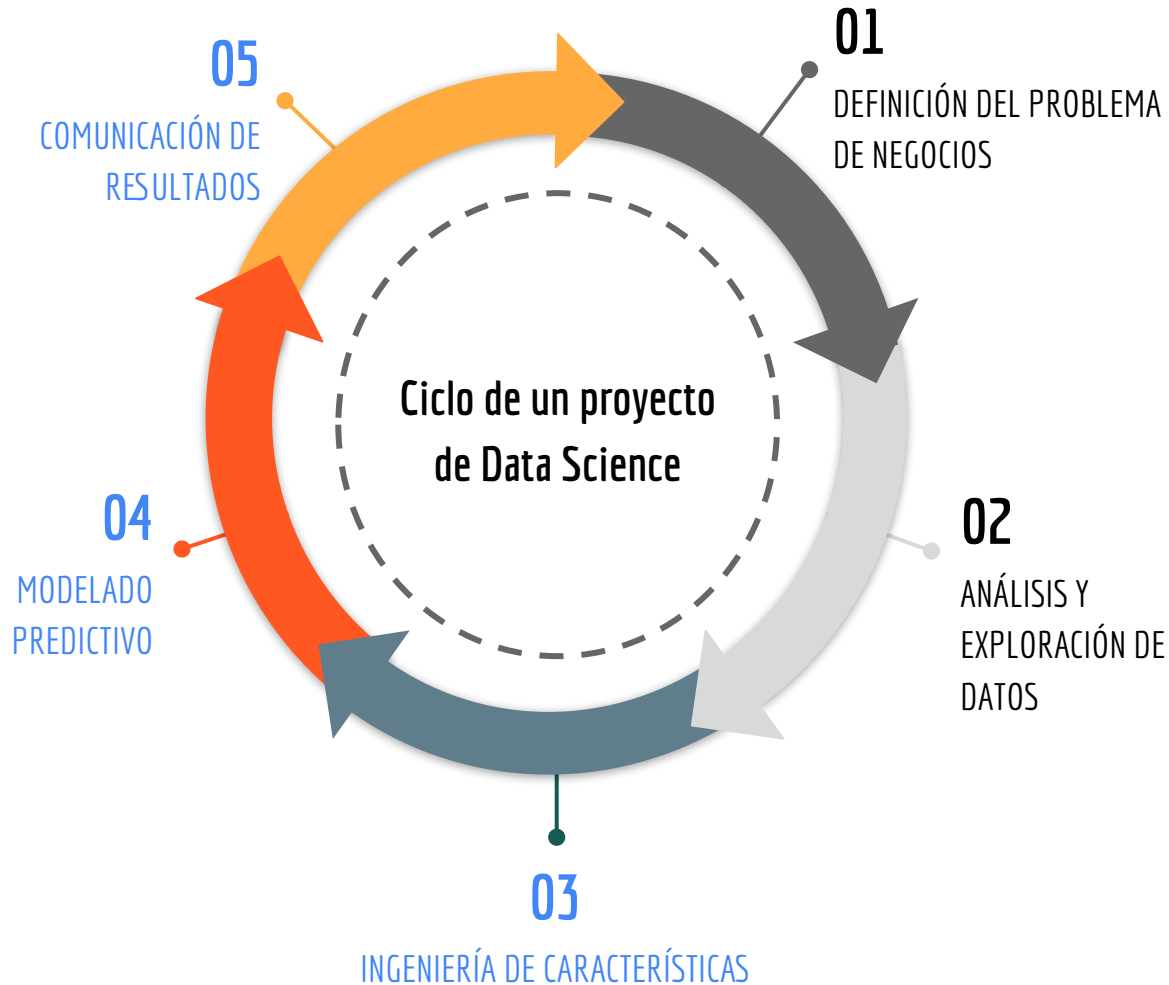 01
DEFINICIÓN DEL PROBLEMA
DE NEGOCIOS
02
ANÁLISIS Y
EXPLORACIÓN DE
DATOS
03
INGENIERÍA DE CARACTERÍSTICAS
04
MODELADO
PREDICTIVO
05
COMUNICACIÓN DE
RESULTADOS
Ciclo de un proyecto
de Data Science